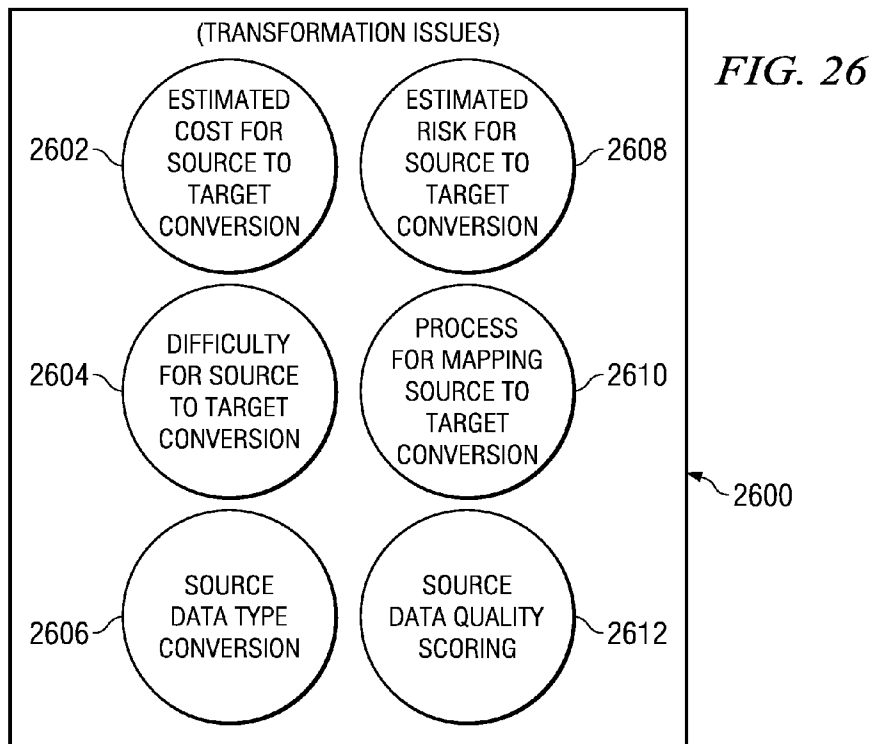 (TRANSFORMATION ISSUES)
FIG. 26
2602
ESTIMATED
COST FOR
SOURCE TO
TARGET
CONVERSION
ESTIMATED
RISK FOR
SOURCE TO
TARGET
CONVERSION
2608
2604
DIFFICULTY
FOR SOURCE
TO TARGET
CONVERSION
PROCESS
FOR MAPPING
SOURCE TO
TARGET
CONVERSION
2610
2600
2606
SOURCE
DATA TYPE
CONVERSION
SOURCE
DATA QUALITY
SCORING
2612